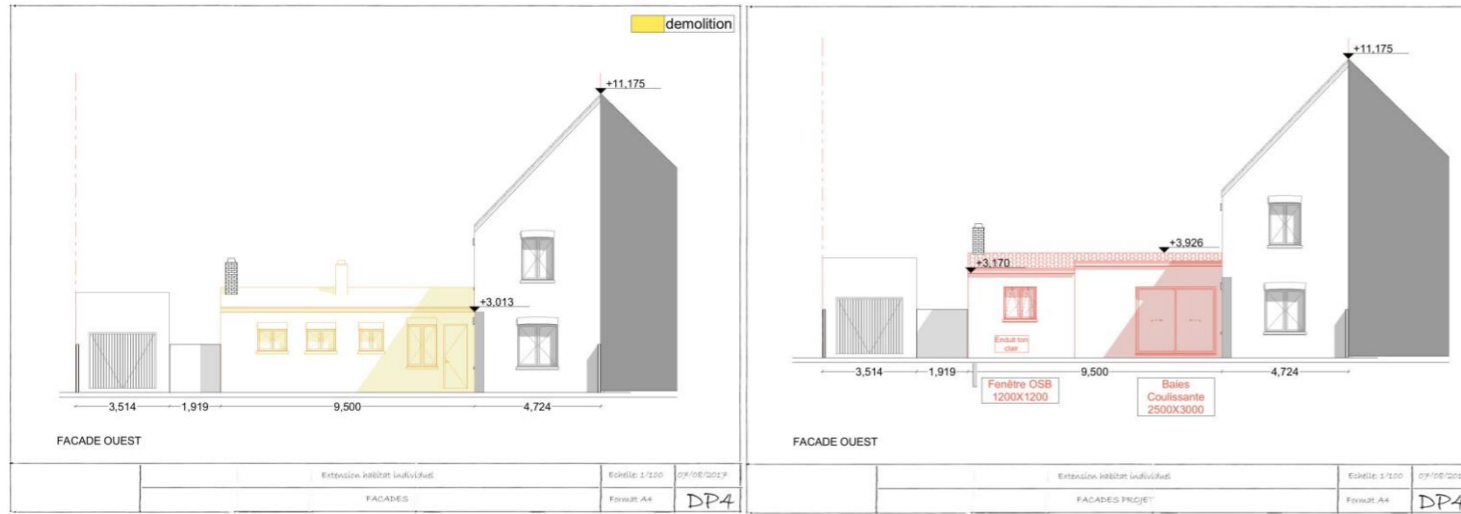 demolition
+11,175
+3,013
3,514
1,919
9,500
4,724
FACADE OUEST
Extension habitat individuel
Echelle: 1/100
07/08/2017
FACADES
Format A4
DP4
+11,175
+3,926
+3,170
Enduit ton
clair
3,514
1,919
9,500
4,724
Fenêtre OSB
1200X1200
Baies
Coulissante
2500X3000
FACADE OUEST
Extension habitat individuel
Echelle: 1/100
07/08/201
FACADES PROJET
Format A4
DP4